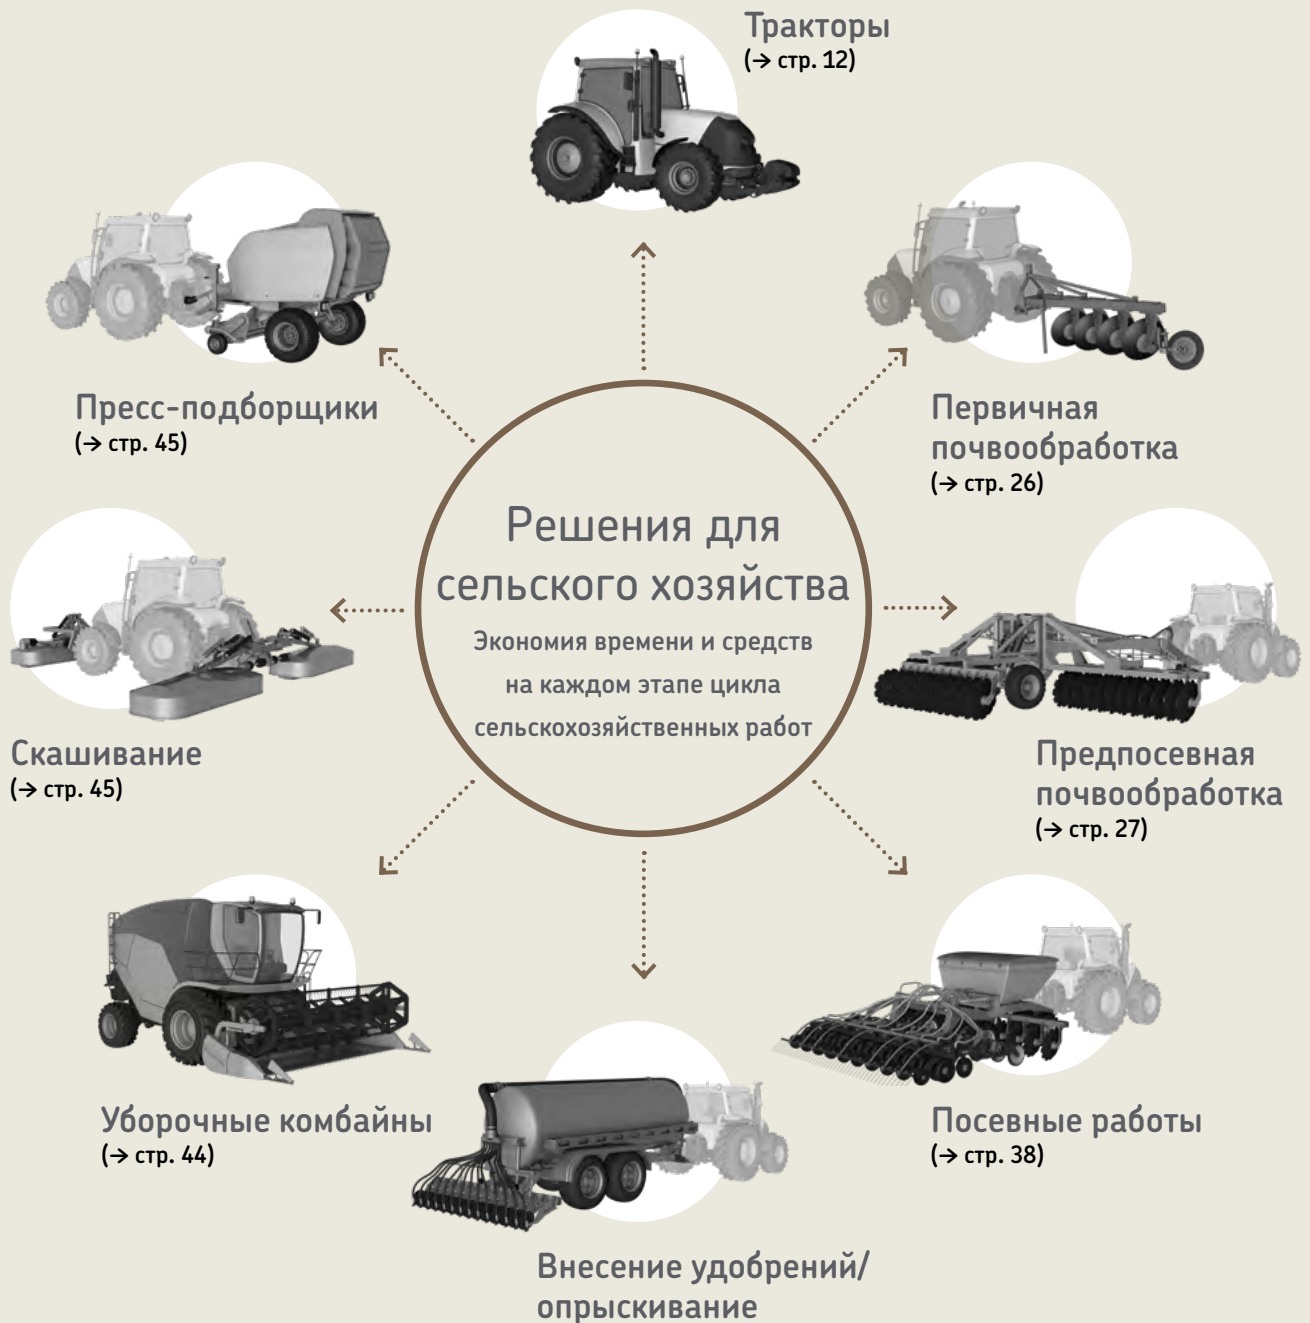 Тракторы
(→ стр. 12)
Пресс-подборщики
(→ стр. 45)
Первичная
почвообработка
(→ стр. 26)
Решения для
сельского хозяйства
Экономия времени и средств
на каждом этапе цикла
сельскохозяйственных работ
Скашивание
(→ стр. 45)
Предпосевная
почвообработка
(→ стр. 27)
Уборочные комбайны
(→ стр. 44)
Посевные работы
(→ стр. 38)
Внесение удобрений/
опрыскивание